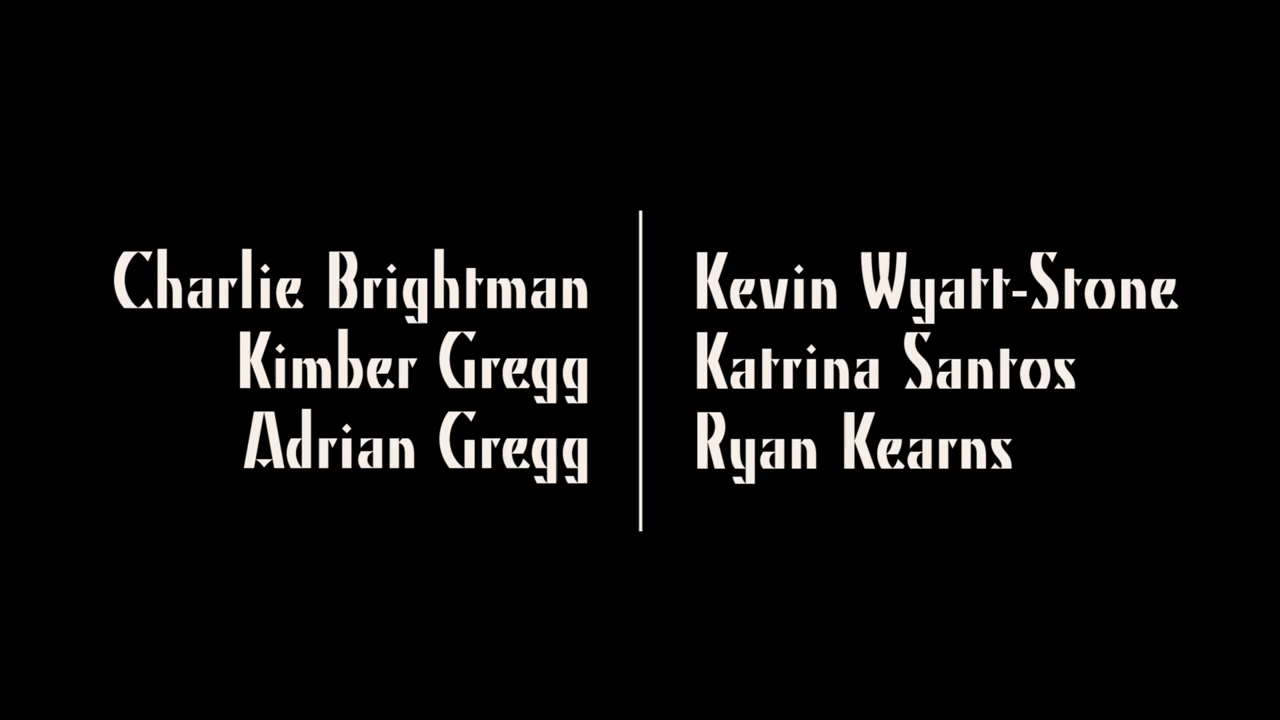 Charlie Brightman
Kimber Gregg
Adrian Gregg
Kevin Wyatt-Stone
Katrina Santos
Ryan Kearns